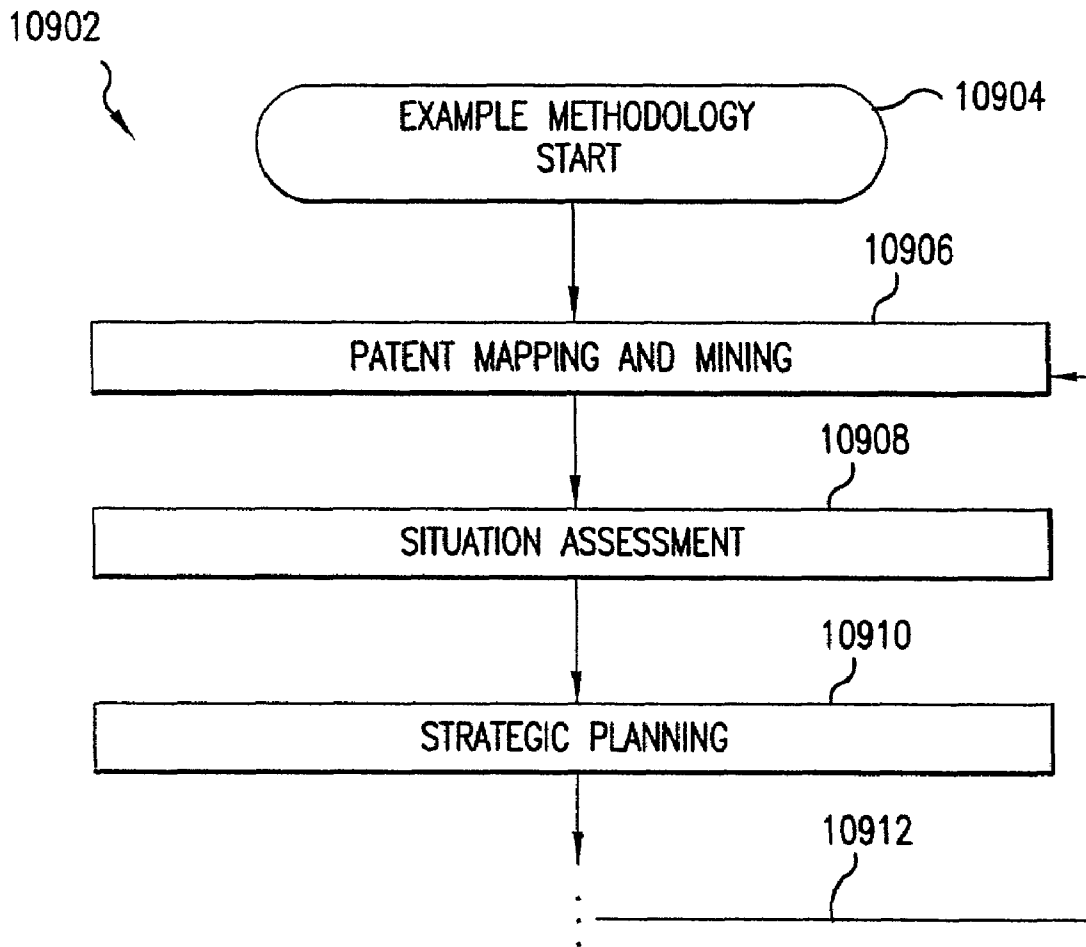 10902
EXAMPLE METHODOLOGY
START
10904
10906
PATENT MAPPING AND MINING
10908
SITUATION ASSESSMENT
10910
STRATEGIC PLANNING
10912